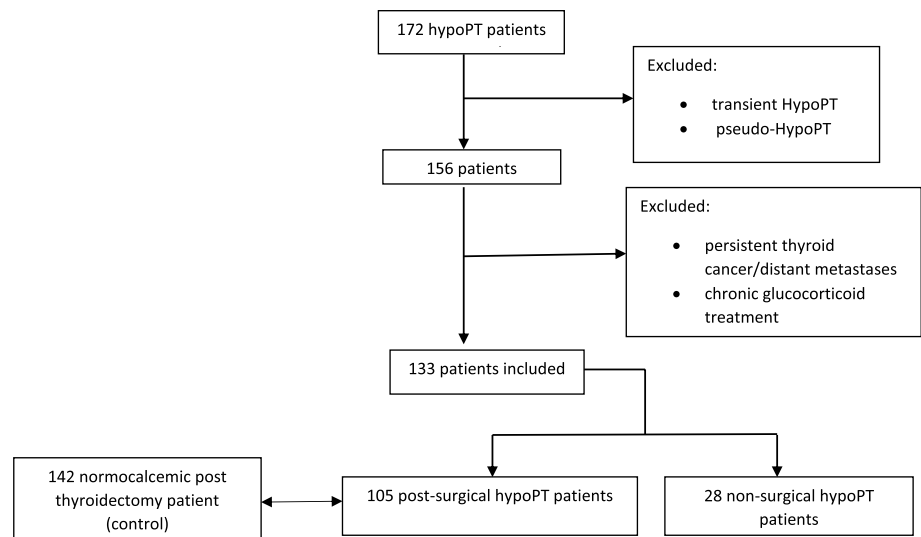 172 hypoPT patients
Excluded:
● transient HypoPT
● pseudo-HypoPT
156 patients
Excluded:
● persistent thyroid
cancer/distant metastases
● chronic glucocorticoid
treatment
133 patients included
142 normocalcemic post
thyroidectomy patient
(control)
105 post-surgical hypoPT patients
28 non-surgical hypoPT
patients